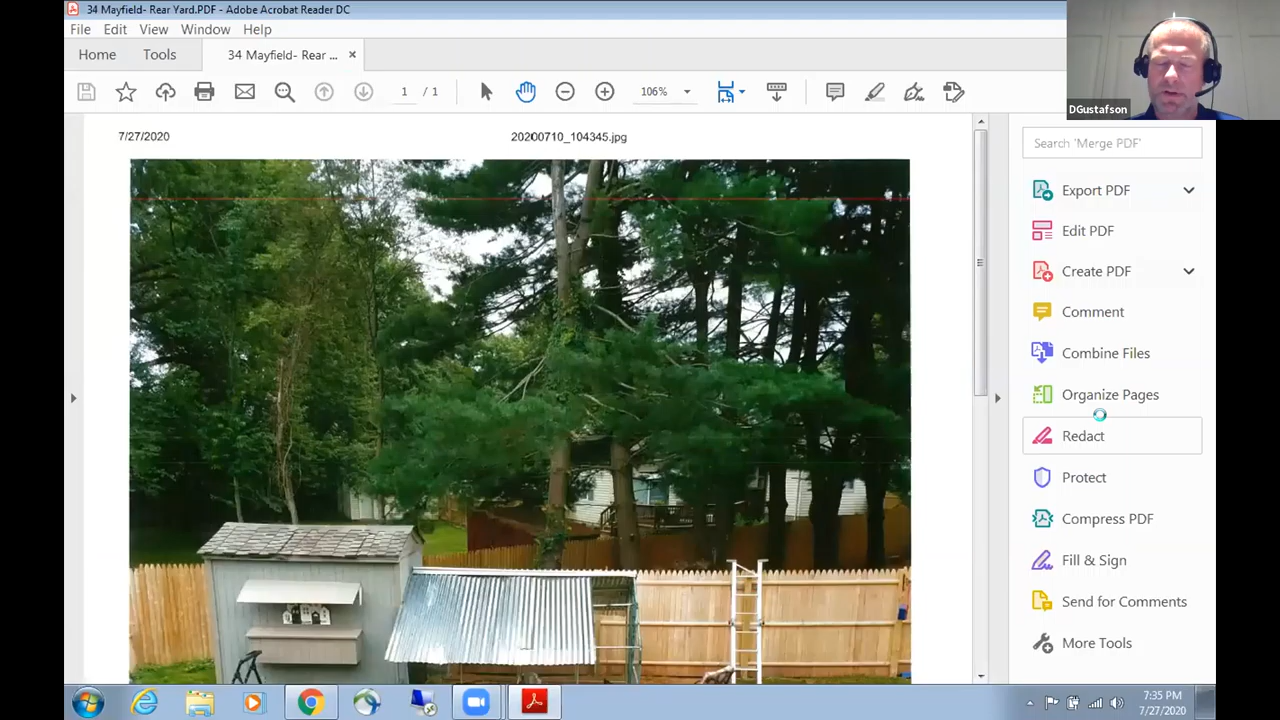 34 Mayfield- Rear Yard.PDF - Adobe Acrobat Reader DC
File Edit View Window Help
Home Tools 34 Mayfield- Rear ... ×
1 / 1 106%
DGustafson
7/27/2020 20200710_104345.jpg
Search 'Merge PDF'
Export PDF
Edit PDF
Create PDF
Comment
Combine Files
Organize Pages
Redact
Protect
Compress PDF
Fill & Sign
Send for Comments
More Tools
7:35 PM
7/27/2020